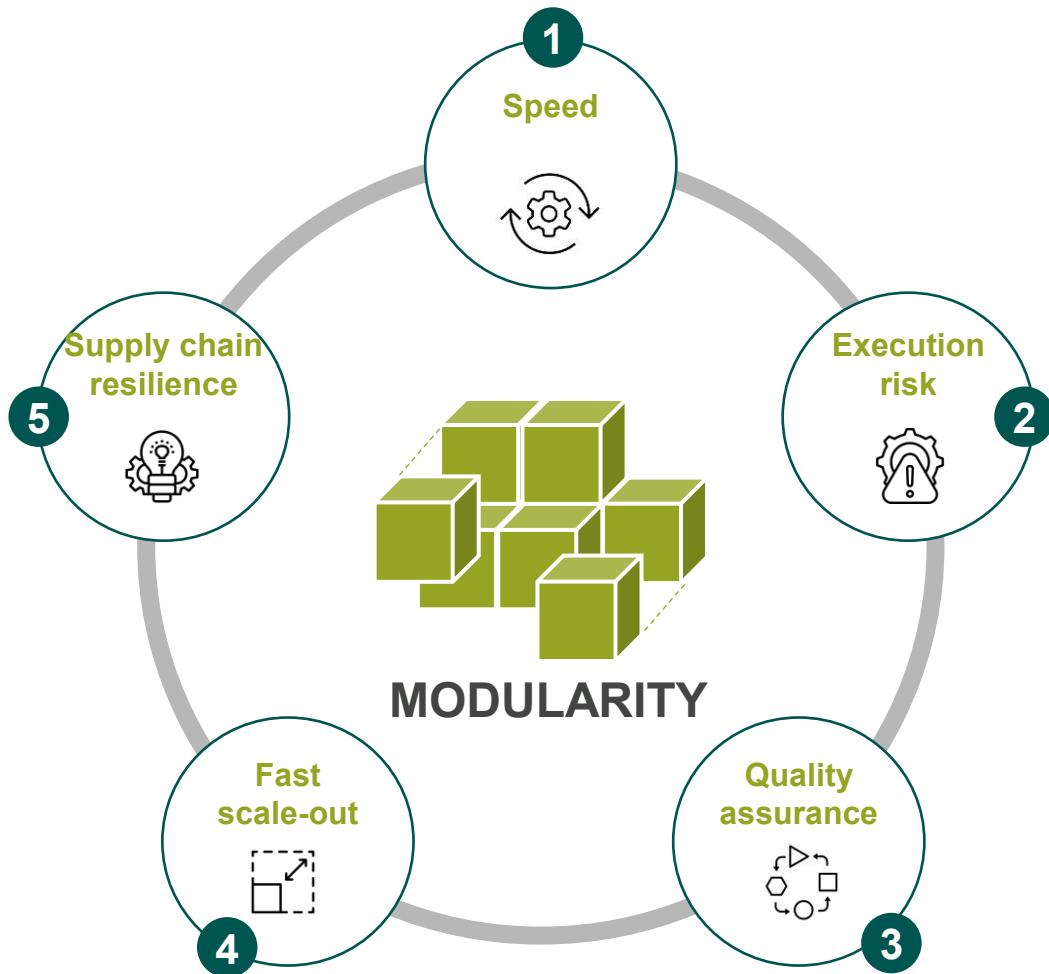 1
Speed
Execution
risk
2
Quality
assurance
3
Fast
scale-out
4
Supply chain
resilience
5
MODULARITY